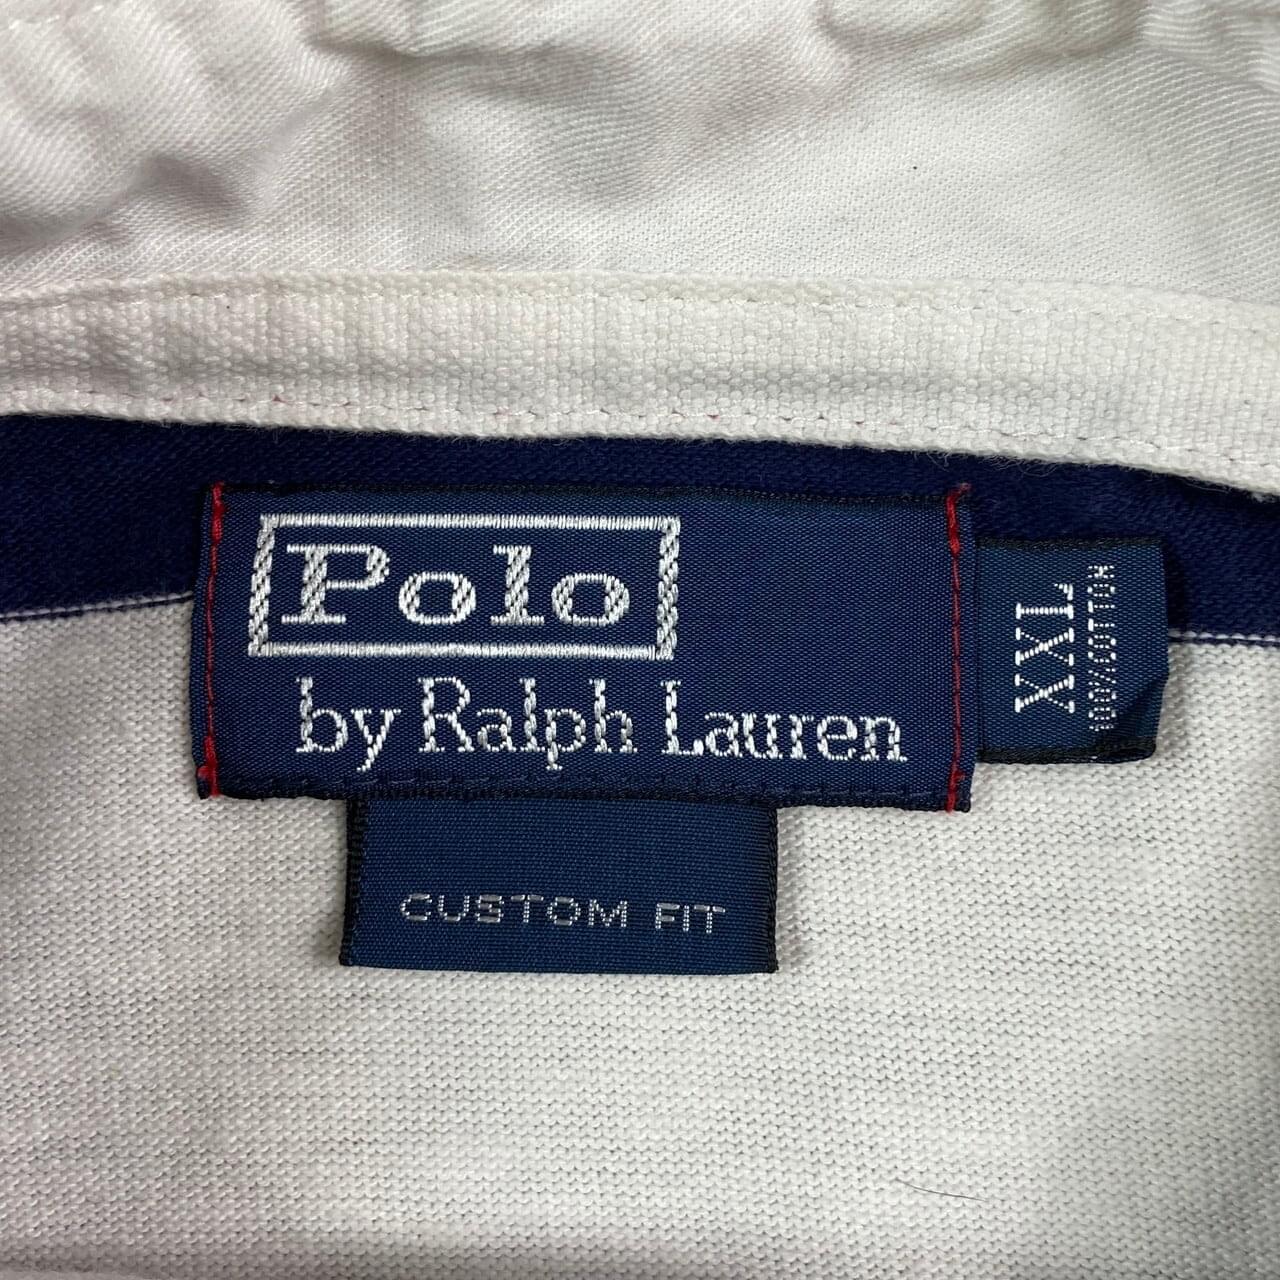 Polo
by Ralph Lauren
XXL
100% COTTON
CUSTOM FIT